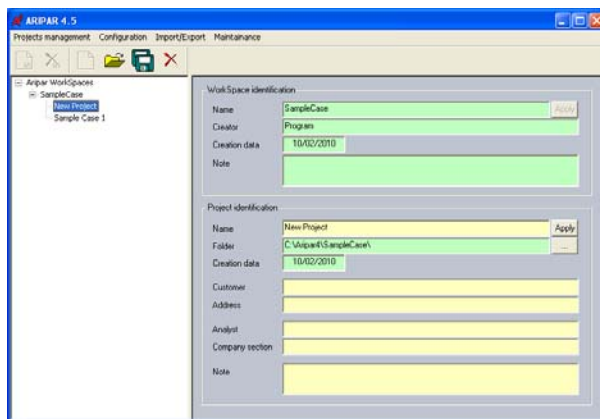 ARIPAR 4.5
Projects management Configuration Import/Export Maintainance
Aripar WorkSpaces
SampleCase
New Project
Sample Case 1
WorkSpace identification
Name SampleCase Apply
Creator Program
Creation data 10/02/2010
Note
Project identification
Name New Project Apply
Folder C:\Aripar4\SampleCase\ ...
Creation data 10/02/2010
Customer
Address
Analyst
Company section
Note